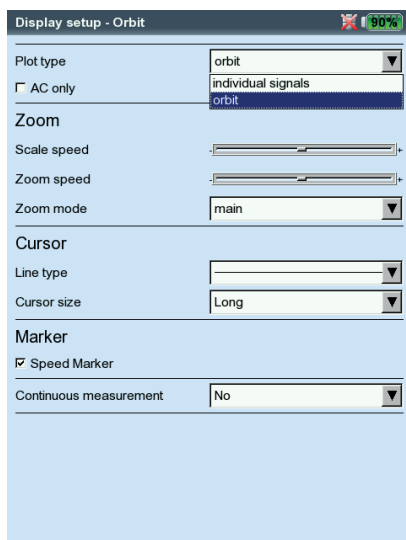 Display setup - Orbit 90%
Plot type orbit
individual signals
AC only
orbit
Zoom
Scale speed - +
Zoom speed - +
Zoom mode main
Cursor
Line type
Cursor size Long
Marker
Speed Marker
Continuous measurement No